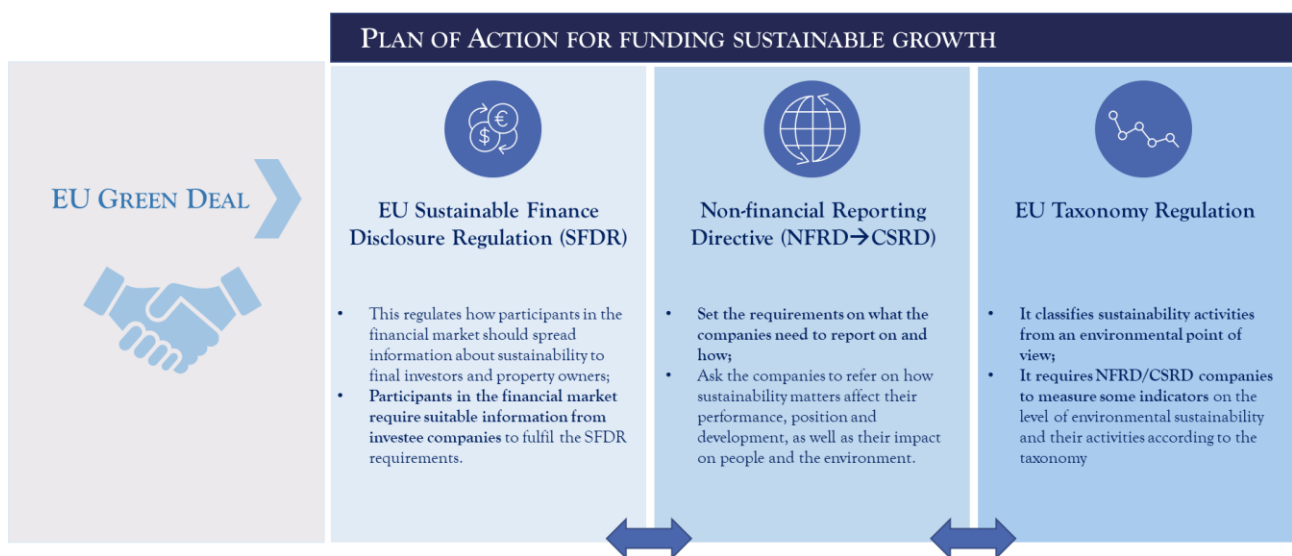 PLAN OF ACTION FOR FUNDING SUSTAINABLE GROWTH
EU GREEN DEAL
€
$
EU Sustainable Finance
Disclosure Regulation (SFDR)
• This regulates how participants in the
financial market should spread
information about sustainability to
final investors and property owners;
• Participants in the financial market
require suitable information from
investee companies to fulfil the SFDR
requirements.
Non-financial Reporting
Directive (NFRD→CSRD)
• Set the requirements on what the
companies need to report on and
how;
• Ask the companies to refer on how
sustainability matters affect their
performance, position and
development, as well as their impact
on people and the environment.
EU Taxonomy Regulation
• It classifies sustainability activities
from an environmental point of
view;
• It requires NFRD/CSRD companies
to measure some indicators on the
level of environmental sustainability
and their activities according to the
taxonomy